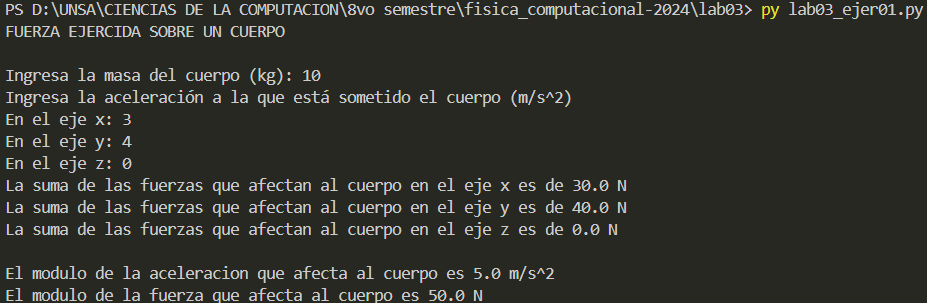 PS D:\UNSA\CIENCIAS DE LA COMPUTACION\8vo semestre\fisica_computacional-2024\lab03> py lab03_ejer01.py
FUERZA EJERCIDA SOBRE UN CUERPO
Ingresa la masa del cuerpo (kg): 10
Ingresa la aceleración a la que está sometido el cuerpo (m/s^2)
En el eje x: 3
En el eje y: 4
En el eje z: 0
La suma de las fuerzas que afectan al cuerpo en el eje x es de 30.0 N
La suma de las fuerzas que afectan al cuerpo en el eje y es de 40.0 N
La suma de las fuerzas que afectan al cuerpo en el eje z es de 0.0 N
El modulo de la aceleracion que afecta al cuerpo es 5.0 m/s^2
El modulo de la fuerza que afecta al cuerpo es 50.0 N